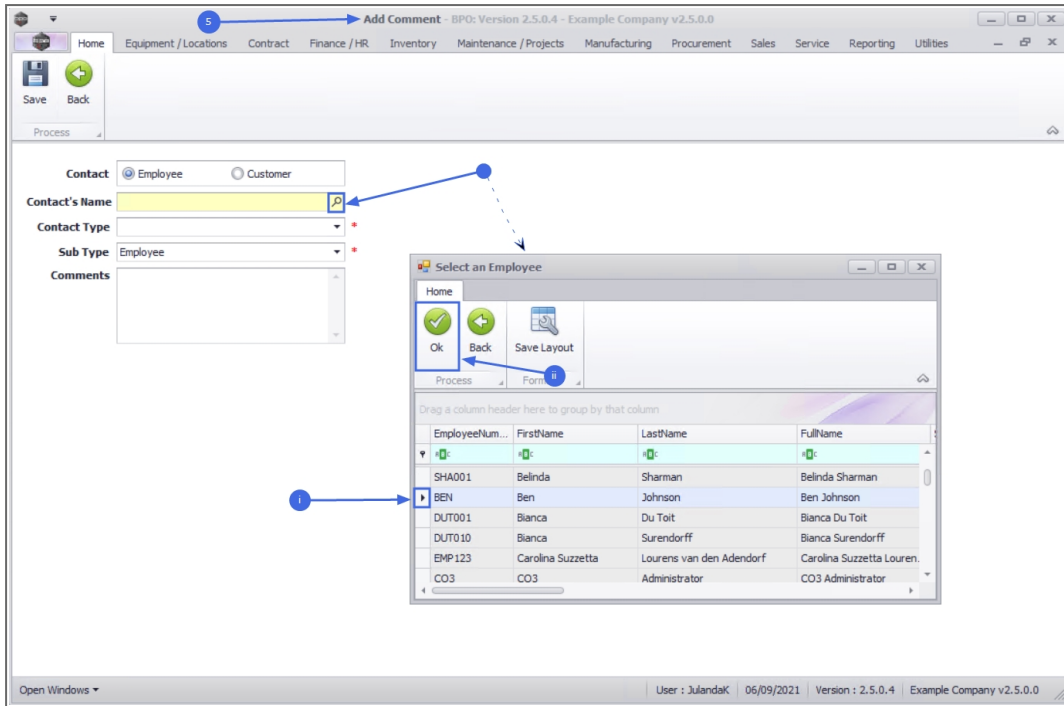 5
Add Comment - BPO: Version 2.5.0.4 - Example Company v2.5.0.0
Home Equipment / Locations Contract Finance / HR Inventory Maintenance / Projects Manufacturing Procurement Sales Service Reporting Utilities
Save Back
Process
Contact Employee Customer
Contact's Name
Contact Type *
Sub Type Employee *
Comments
Select an Employee
Home
Ok Back Save Layout
Process Form
ii
Drag a column header here to group by that column
EmployeeNum... FirstName LastName FullName
SHA001 Belinda Sharman Belinda Sharman
i
BEN Ben Johnson Ben Johnson
DUT001 Bianca Du Toit Bianca Du Toit
DUT010 Bianca Surendorff Bianca Surendorff
EMP123 Carolina Suzzetta Lourens van den Adendorf Carolina Suzzetta Louren.
CO3 CO3 Administrator CO3 Administrator
Open Windows User : JulandaK 06/09/2021 Version : 2.5.0.4 Example Company v2.5.0.0